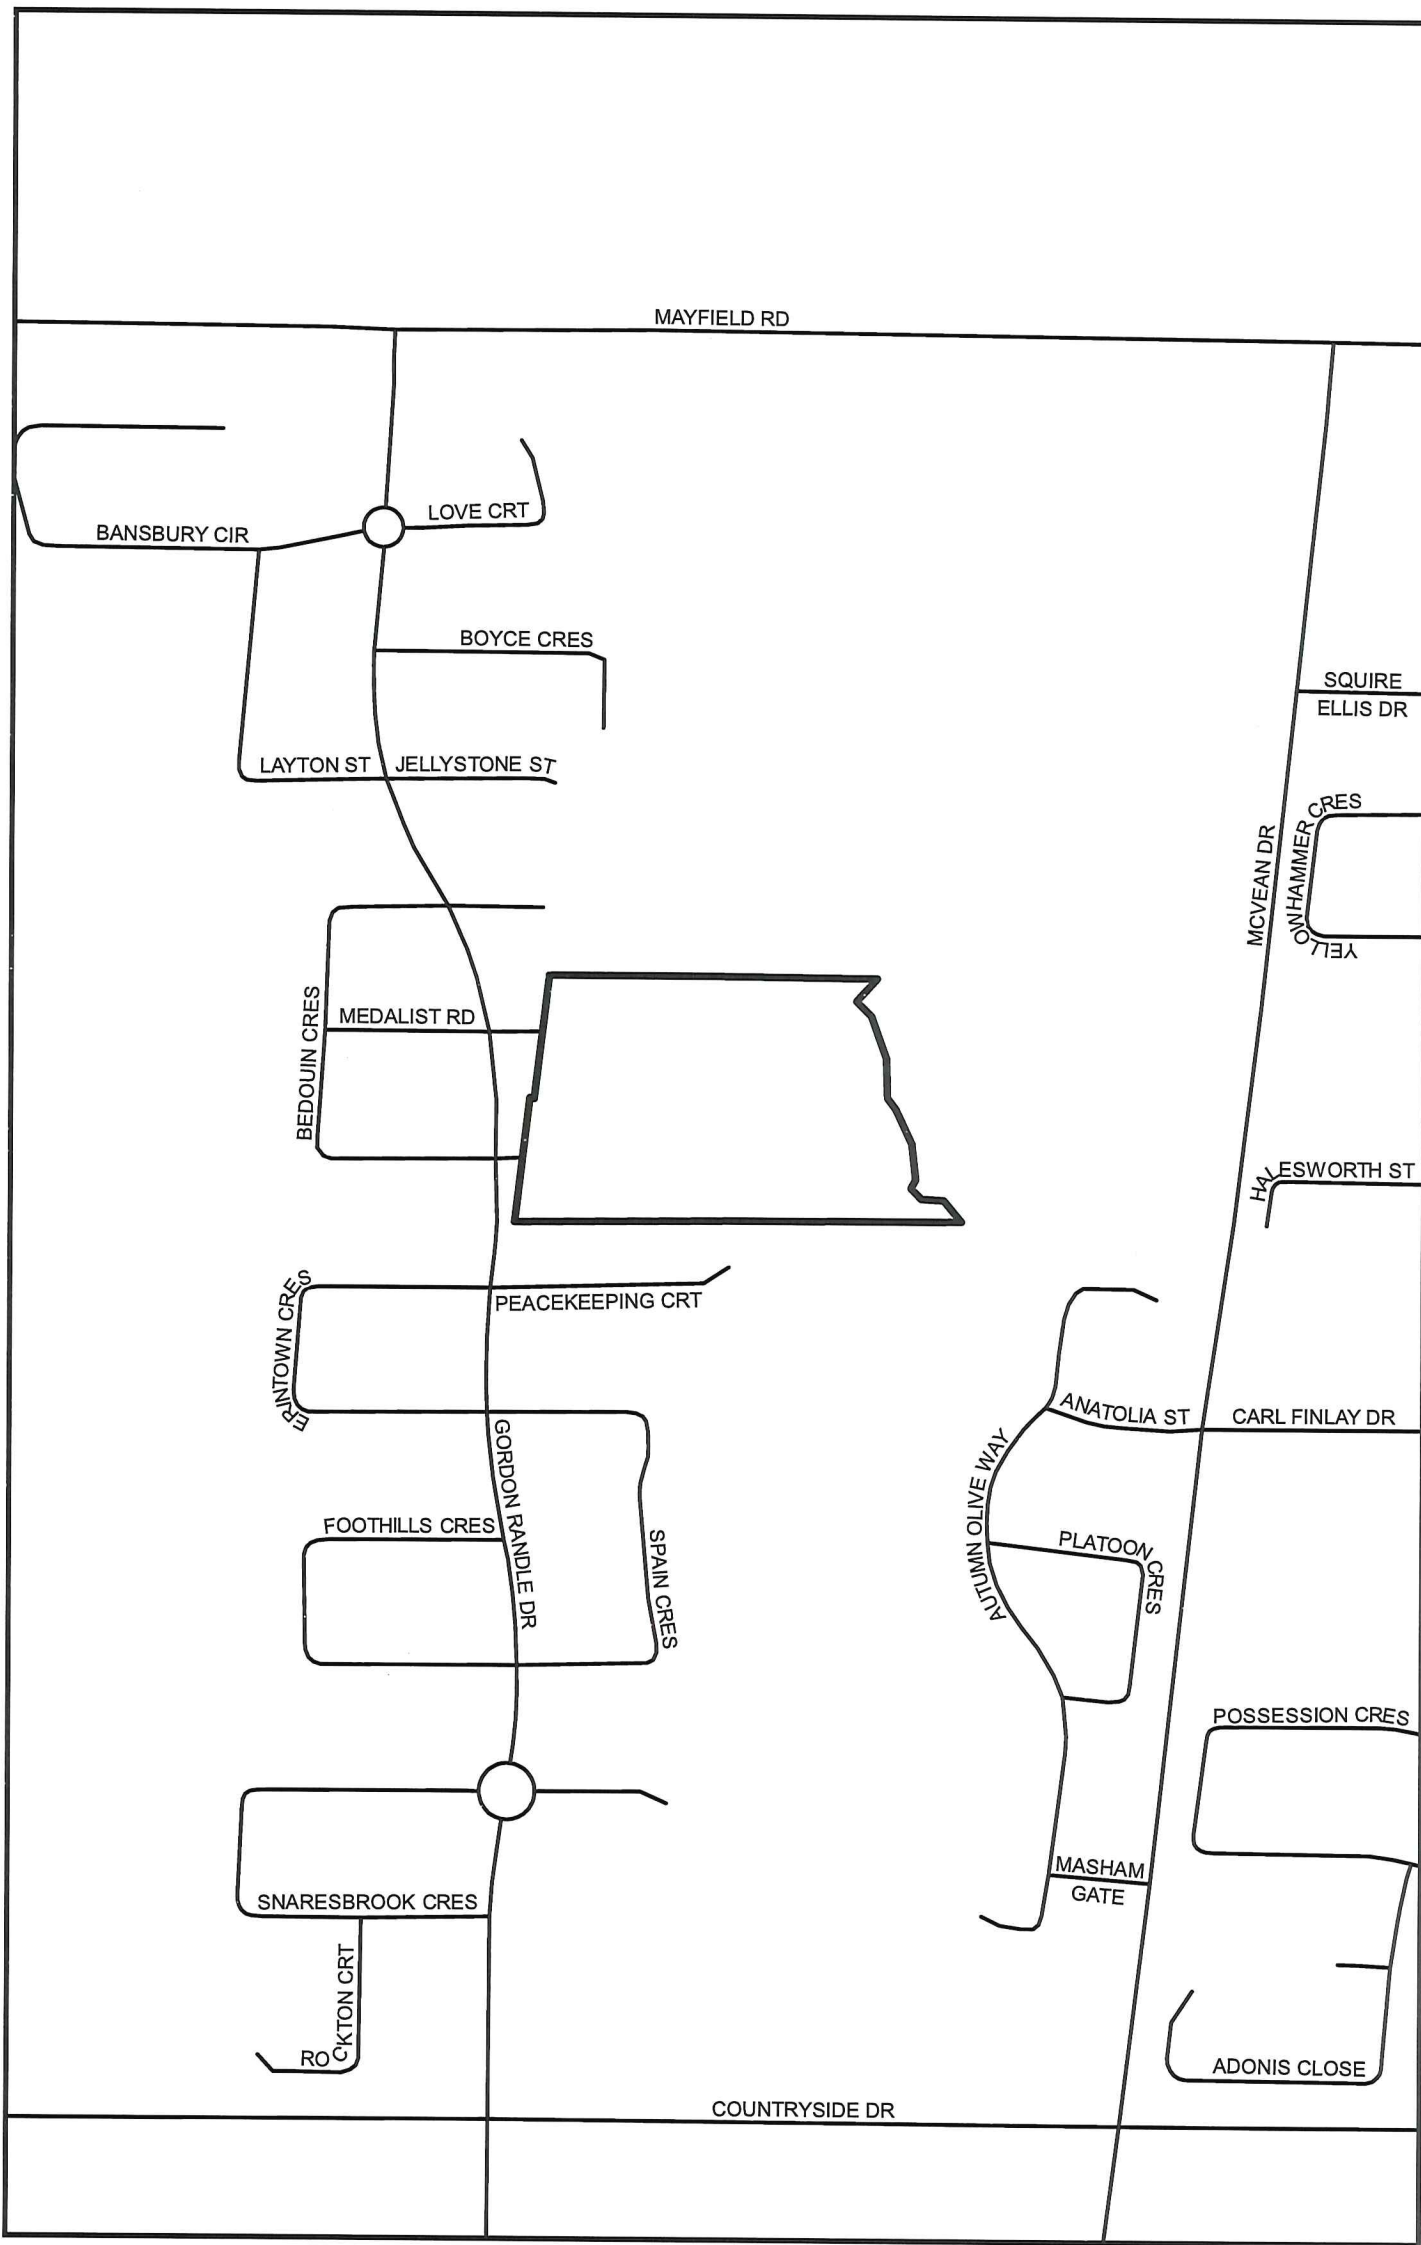 MAYFIELD RD
LOVE CRT
BANSBURY CIR
BOYCE CRES
SQUIRE
ELLIS DR
LAYTON ST
JELLYSTONE ST
YELLOWHAMMER CRES
MCVEAN DR
BEDOUIN CRES
MEDALIST RD
HALESWORTH ST
ERINTOWN CRES
PEACEKEEPING CRT
ANATOLIA ST
CARL FINLAY DR
AUTUMN OLIVE WAY
GORDON RANDLE DR
FOOTHILLS CRES
SPAIN CRES
PLATOON CRES
POSSESSION CRES
MASHAM
GATE
SNARESBROOK CRES
ROCKTON CRT
ADONIS CLOSE
COUNTRYSIDE DR